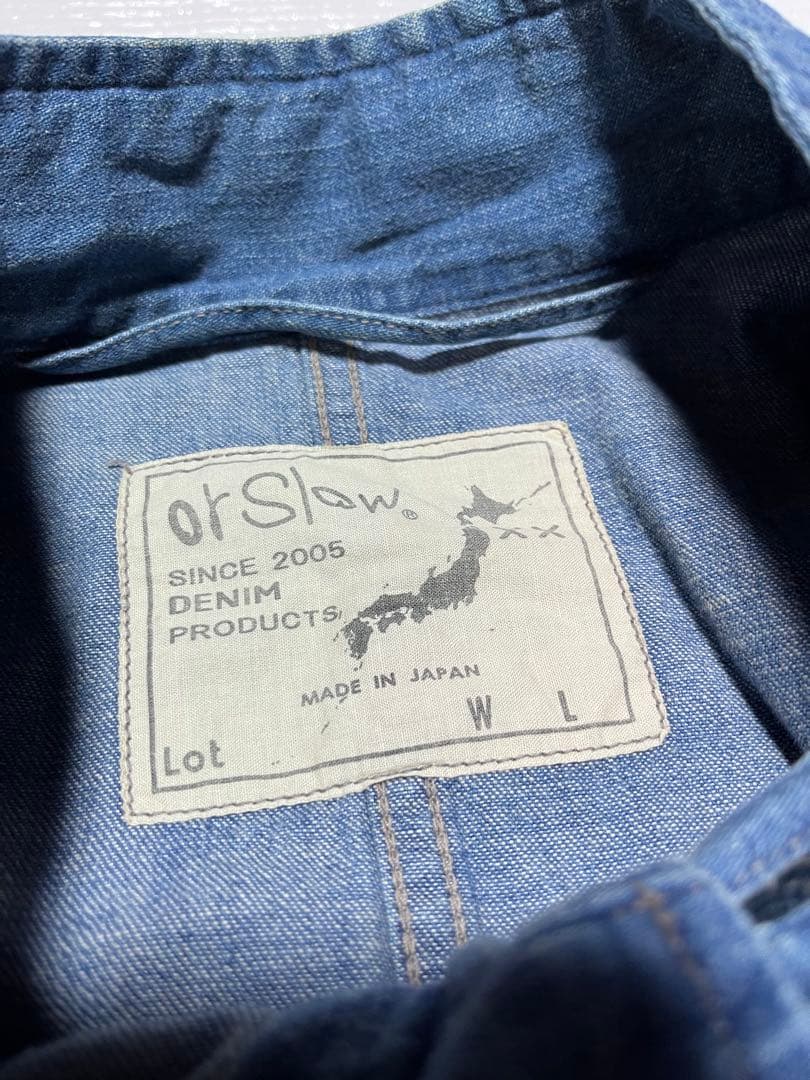 orSlow®
SINCE 2005
DENIM
PRODUCTS
XX
MADE IN JAPAN
W L
Lot